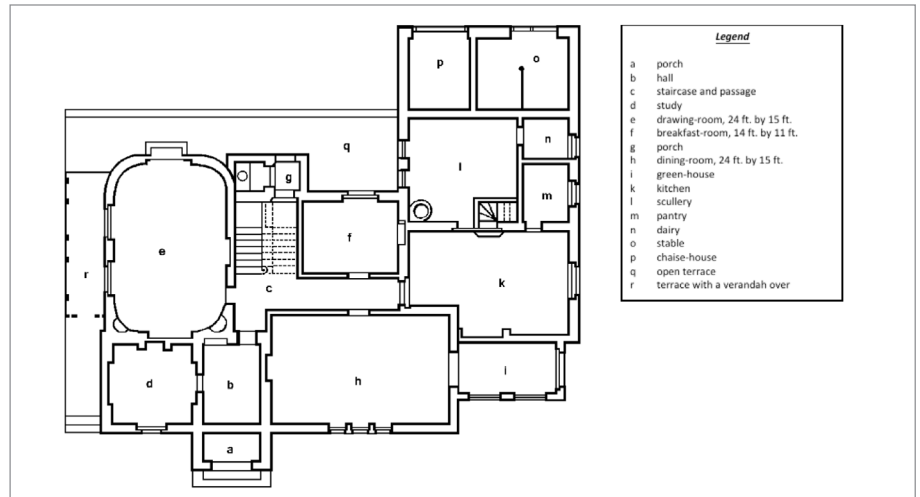 Legend
a porch
b hall
c staircase and passage
d study
e drawing-room, 24 ft. by 15 ft.
f breakfast-room, 14 ft. by 11 ft.
g porch
h dining-room, 24 ft. by 15 ft.
i green-house
k kitchen
l scullery
m pantry
n dairy
o stable
p chaise-house
q open terrace
r terrace with a verandah over
p
o
n
q
l
g
m
f
e
r
c
k
d
b
h
i
a